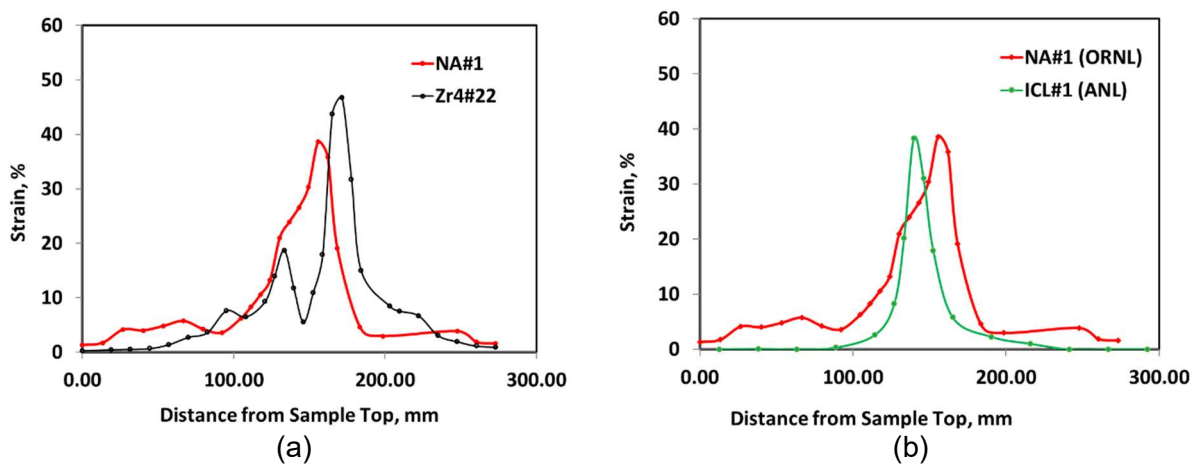 60
50
40
30
20
10
0
Strain, %
NA#1
Zr4#22
0.00 100.00 200.00 300.00
Distance from Sample Top, mm
(a)
60
50
40
30
20
10
0
Strain, %
NA#1 (ORNL)
ICL#1 (ANL)
0.00 100.00 200.00 300.00
Distance from Sample Top, mm
(b)